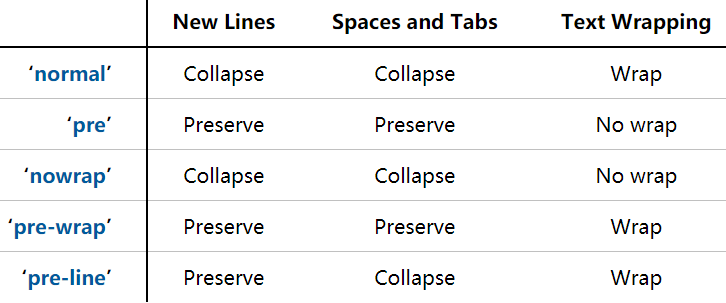 New Lines Spaces and Tabs Text Wrapping
‘normal’ Collapse Collapse Wrap
‘pre’ Preserve Preserve No wrap
‘nowrap’ Collapse Collapse No wrap
‘pre-wrap’ Preserve Preserve Wrap
‘pre-line’ Preserve Collapse Wrap